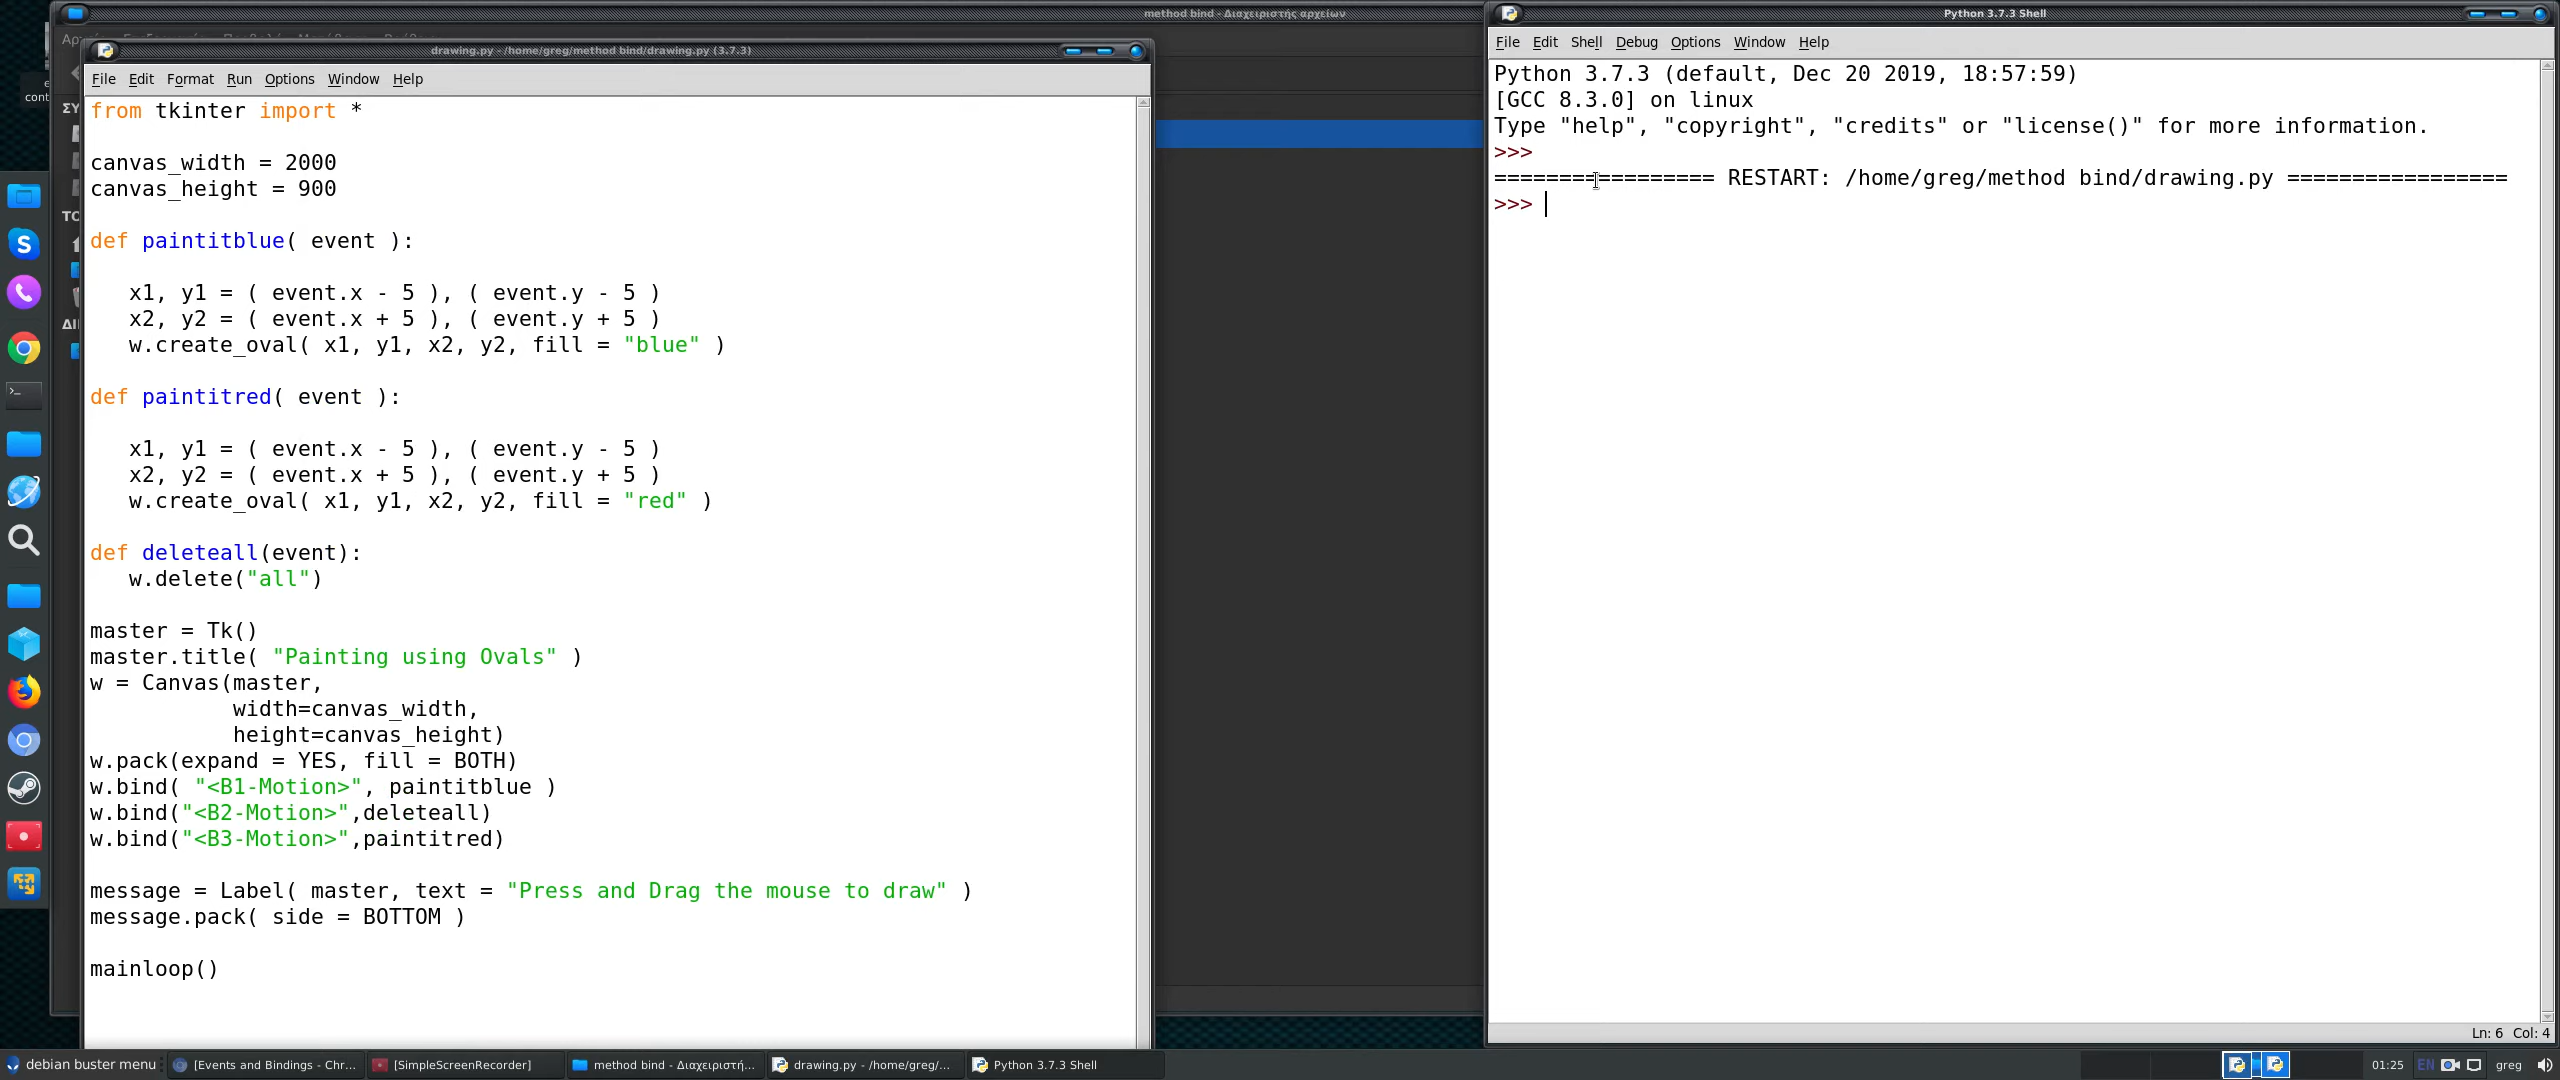 method bind - Διαχειριστής αρχείων
drawing.py - /home/greg/method bind/drawing.py (3.7.3)
File Edit Format Run Options Window Help
from tkinter import *
canvas_width = 2000
canvas_height = 900
def paintitblue( event ):
x1, y1 = ( event.x - 5 ), ( event.y - 5 )
x2, y2 = ( event.x + 5 ), ( event.y + 5 )
w.create_oval( x1, y1, x2, y2, fill = "blue" )
def paintitred( event ):
x1, y1 = ( event.x - 5 ), ( event.y - 5 )
x2, y2 = ( event.x + 5 ), ( event.y + 5 )
w.create_oval( x1, y1, x2, y2, fill = "red" )
def deleteall(event):
w.delete("all")
master = Tk()
master.title( "Painting using Ovals" )
w = Canvas(master,
width=canvas_width,
height=canvas_height)
w.pack(expand = YES, fill = BOTH)
w.bind( "<B1-Motion>", paintitblue )
w.bind("<B2-Motion>",deleteall)
w.bind("<B3-Motion>",paintitred)
message = Label( master, text = "Press and Drag the mouse to draw" )
message.pack( side = BOTTOM )
mainloop()
Python 3.7.3 Shell
File Edit Shell Debug Options Window Help
Python 3.7.3 (default, Dec 20 2019, 18:57:59)
[GCC 8.3.0] on linux
Type "help", "copyright", "credits" or "license()" for more information.
>>>
================= RESTART: /home/greg/method bind/drawing.py =================
>>>
Ln: 6 Col: 4
debian buster menu
[Events and Bindings - Chr...
[SimpleScreenRecorder]
method bind - Διαχειριστή...
drawing.py - /home/greg/...
Python 3.7.3 Shell
01:25
EN
greg